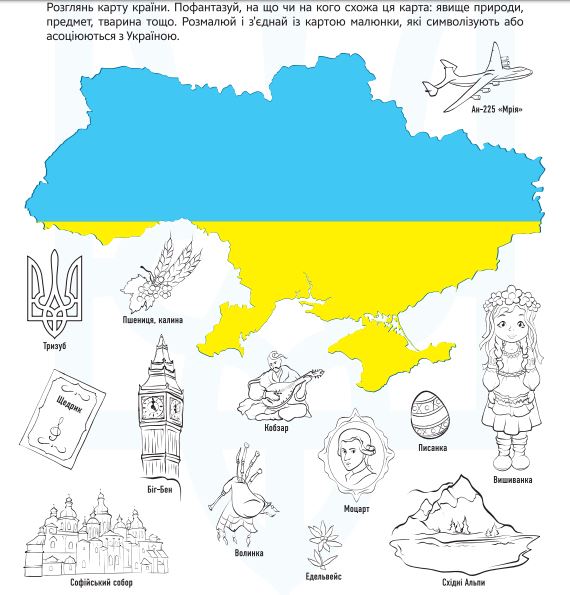 Розглянь карту країни. Пофантазуй, на що чи на кого схожа ця карта: явище природи,
предмет, тварина тощо. Розмалюй і з'єднай із картою малюнки, які символізують або
асоціюються з Україною.
Ан-225 «Мрія»
Пшениця, калина
Тризуб
Щедрик
Кобзар
Писанка
Вишиванка
Біг-Бен
Моцарт
Волинка
Едельвейс
Софійський собор
Східні Альпи